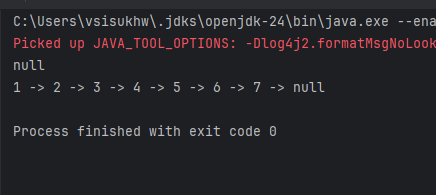 C:\Users\vsisukhw\.jdks\openjdk-24\bin\java.exe --ena
Picked up JAVA_TOOL_OPTIONS: -Dlog4j2.formatMsgNoLook
null
1 -> 2 -> 3 -> 4 -> 5 -> 6 -> 7 -> null
Process finished with exit code 0